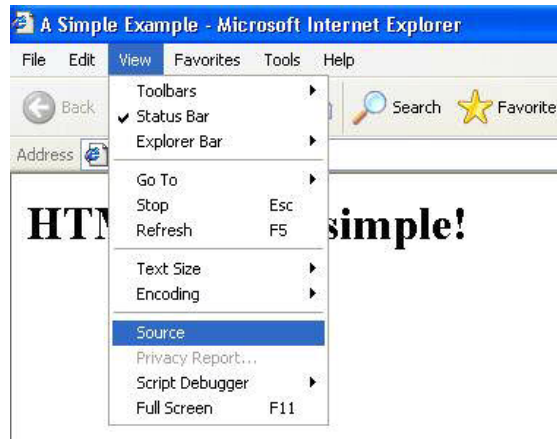 A Simple Example - Microsoft Internet Explorer
File Edit View Favorites Tools Help
Back Search Favorite
Address
Toolbars
Status Bar
Explorer Bar
Go To
Stop Esc
Refresh F5
Text Size
Encoding
Source
Privacy Report...
Script Debugger
Full Screen F11
simple!